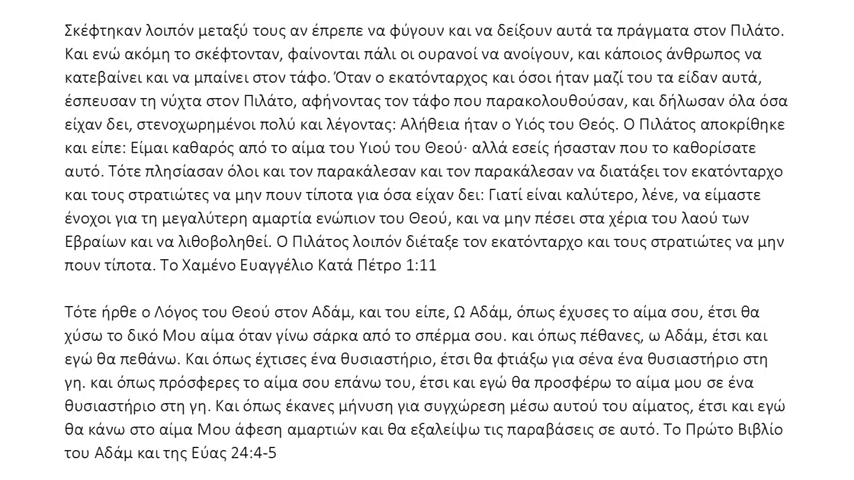 Σκέφτηκαν λοιπόν μεταξύ τους αν έπρεπε να φύγουν και να δείξουν αυτά τα πράγματα στον Πιλάτο.
Και ενώ ακόμη το σκέφτονταν, φαίνονται πάλι οι ουρανοί να ανοίγουν, και κάποιος άνθρωπος να
κατεβαίνει και να μπαίνει στον τάφο. Όταν ο εκατόνταρχος και όσοι ήταν μαζί του τα είδαν αυτά,
έσπευσαν τη νύχτα στον Πιλάτο, αφήνοντας τον τάφο που παρακολουθούσαν, και δήλωσαν όλα όσα
είχαν δει, στενοχωρημένοι πολύ και λέγοντας: Αλήθεια ήταν ο Υιός του Θεός. Ο Πιλάτος αποκρίθηκε
και είπε: Είμαι καθαρός από το αίμα του Υιού του Θεού· αλλά εσείς ήσασταν που το καθορίσατε
αυτό. Τότε πλησίασαν όλοι και τον παρακάλεσαν και τον παρακάλεσαν να διατάξει τον εκατόνταρχο
και τους στρατιώτες να μην πουν τίποτα για όσα είχαν δει: Γιατί είναι καλύτερο, λένε, να είμαστε
ένοχοι για τη μεγαλύτερη αμαρτία ενώπιον του Θεού, και να μην πέσει στα χέρια του λαού των
Εβραίων και να λιθοβοληθεί. Ο Πιλάτος λοιπόν διέταξε τον εκατόνταρχο και τους στρατιώτες να μην
πουν τίποτα. Το Χαμένο Ευαγγέλιο Κατά Πέτρο 1:11
Τότε ήρθε ο Λόγος του Θεού στον Αδάμ, και του είπε, Ω Αδάμ, όπως έχυσες το αίμα σου, έτσι θα
χύσω το δικό Μου αίμα όταν γίνω σάρκα από το σπέρμα σου. και όπως πέθανες, ω Αδάμ, έτσι και
εγώ θα πεθάνω. Και όπως έχτισες ένα θυσιαστήριο, έτσι θα φτιάξω για σένα ένα θυσιαστήριο στη
γη. και όπως πρόσφερες το αίμα σου επάνω του, έτσι και εγώ θα προσφέρω το αίμα μου σε ένα
θυσιαστήριο στη γη. Και όπως έκανες μήνυση για συγχώρεση μέσω αυτού του αίματος, έτσι και εγώ
θα κάνω στο αίμα Μου άφεση αμαρτιών και θα εξαλείψω τις παραβάσεις σε αυτό. Το Πρώτο Βιβλίο
του Αδάμ και της Εύας 24:4-5